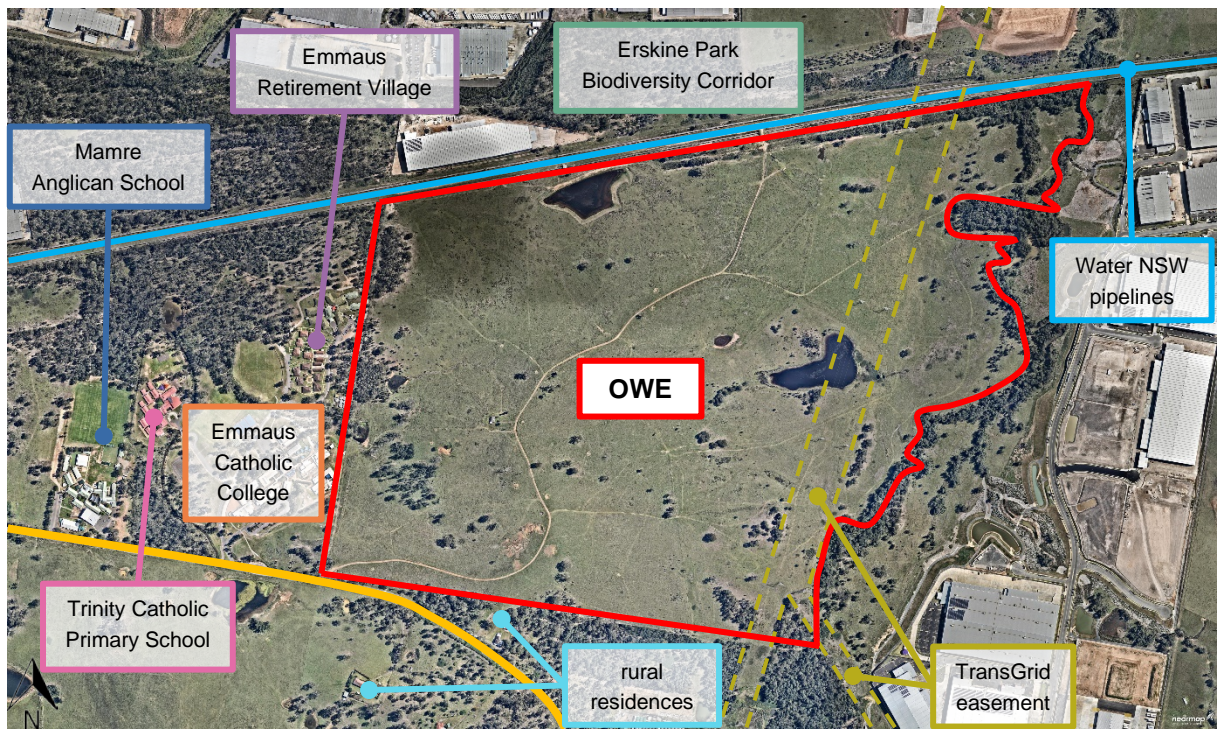 Emmaus
Retirement Village
Erskine Park
Biodiversity Corridor
Mamre
Anglican School
Water NSW
pipelines
OWE
Emmaus
Catholic
College
Trinity Catholic
Primary School
rural
residences
TransGrid
easement
N
nearmap